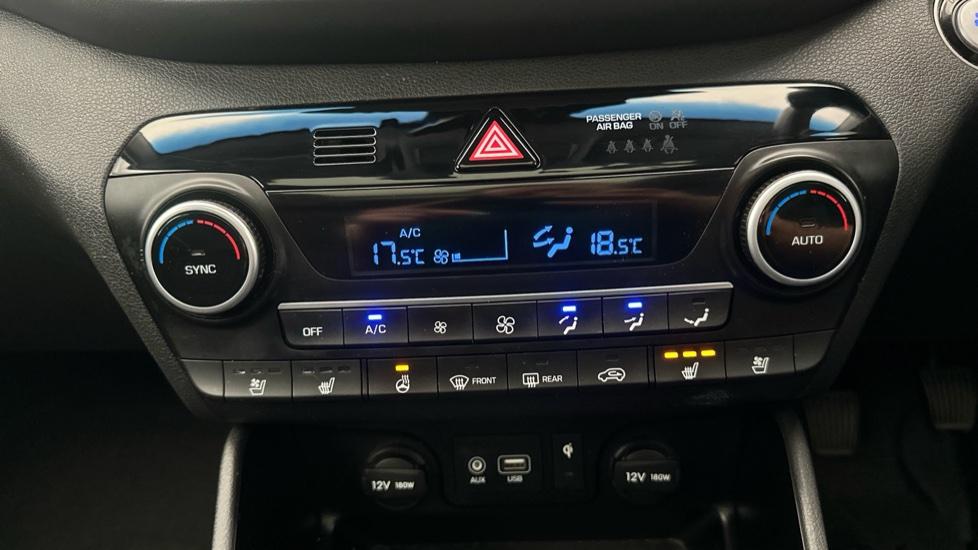 PASSENGER
AIR BAG
ON OFF
A/C
17.5°C
18.5°C
SYNC
AUTO
OFF
A/C
FRONT
REAR
12V 180W
AUX
USB
12V 180W